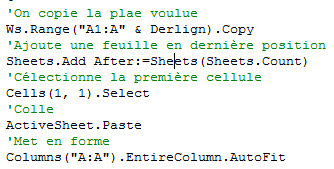 'On copie la plae voulue
Ws.Range("A1:A" & Derlign).Copy
'Ajoute une feuille en dernière position
Sheets.Add After:=Sheets(Sheets.Count)
'Célectionne la première cellule
Cells(1, 1).Select
'Colle
ActiveSheet.Paste
'Met en forme
Columns("A:A").EntireColumn.AutoFit